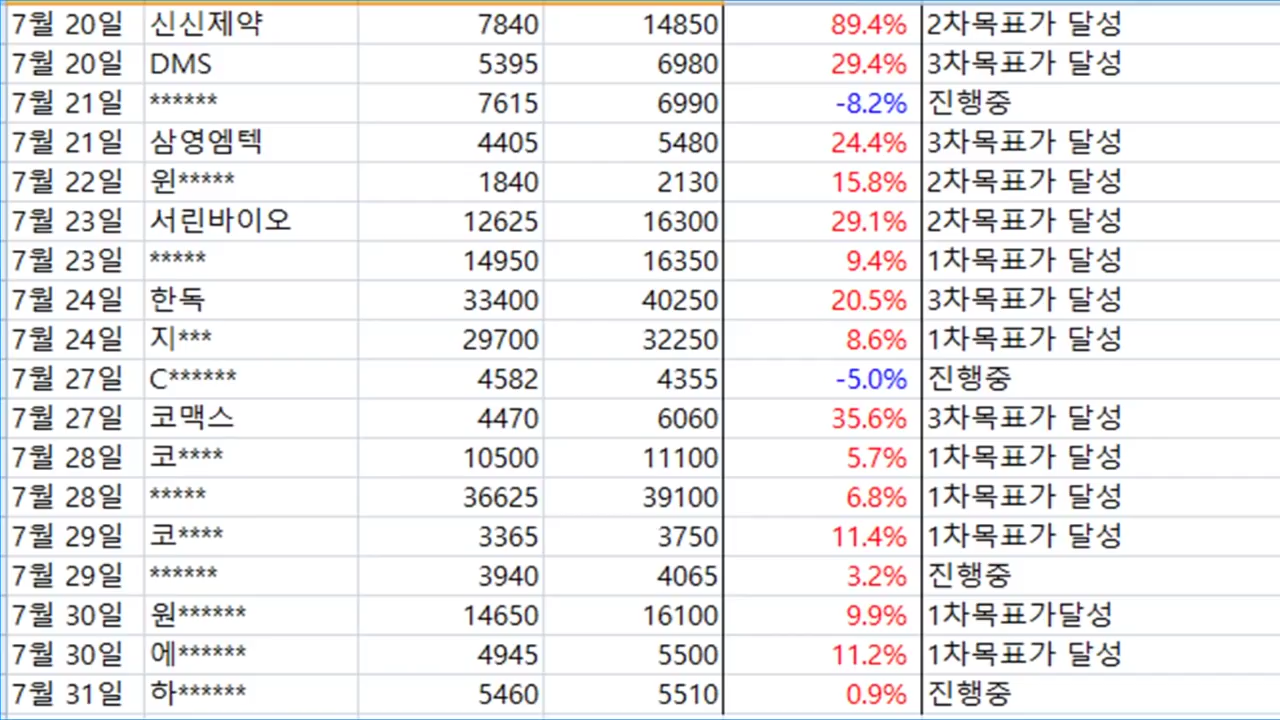 7월 20일 신신제약 7840 14850 89.4% 2차목표가 달성
7월 20일 DMS 5395 6980 29.4% 3차목표가 달성
7월 21일 ****** 7615 6990 -8.2% 진행중
7월 21일 삼영엠텍 4405 5480 24.4% 3차목표가 달성
7월 22일 윈***** 1840 2130 15.8% 2차목표가 달성
7월 23일 서린바이오 12625 16300 29.1% 2차목표가 달성
7월 23일 ***** 14950 16350 9.4% 1차목표가 달성
7월 24일 한독 33400 40250 20.5% 3차목표가 달성
7월 24일 지*** 29700 32250 8.6% 1차목표가 달성
7월 27일 C****** 4582 4355 -5.0% 진행중
7월 27일 코맥스 4470 6060 35.6% 3차목표가 달성
7월 28일 코**** 10500 11100 5.7% 1차목표가 달성
7월 28일 ***** 36625 39100 6.8% 1차목표가 달성
7월 29일 코**** 3365 3750 11.4% 1차목표가 달성
7월 29일 ****** 3940 4065 3.2% 진행중
7월 30일 원****** 14650 16100 9.9% 1차목표가달성
7월 30일 에****** 4945 5500 11.2% 1차목표가 달성
7월 31일 하****** 5460 5510 0.9% 진행중